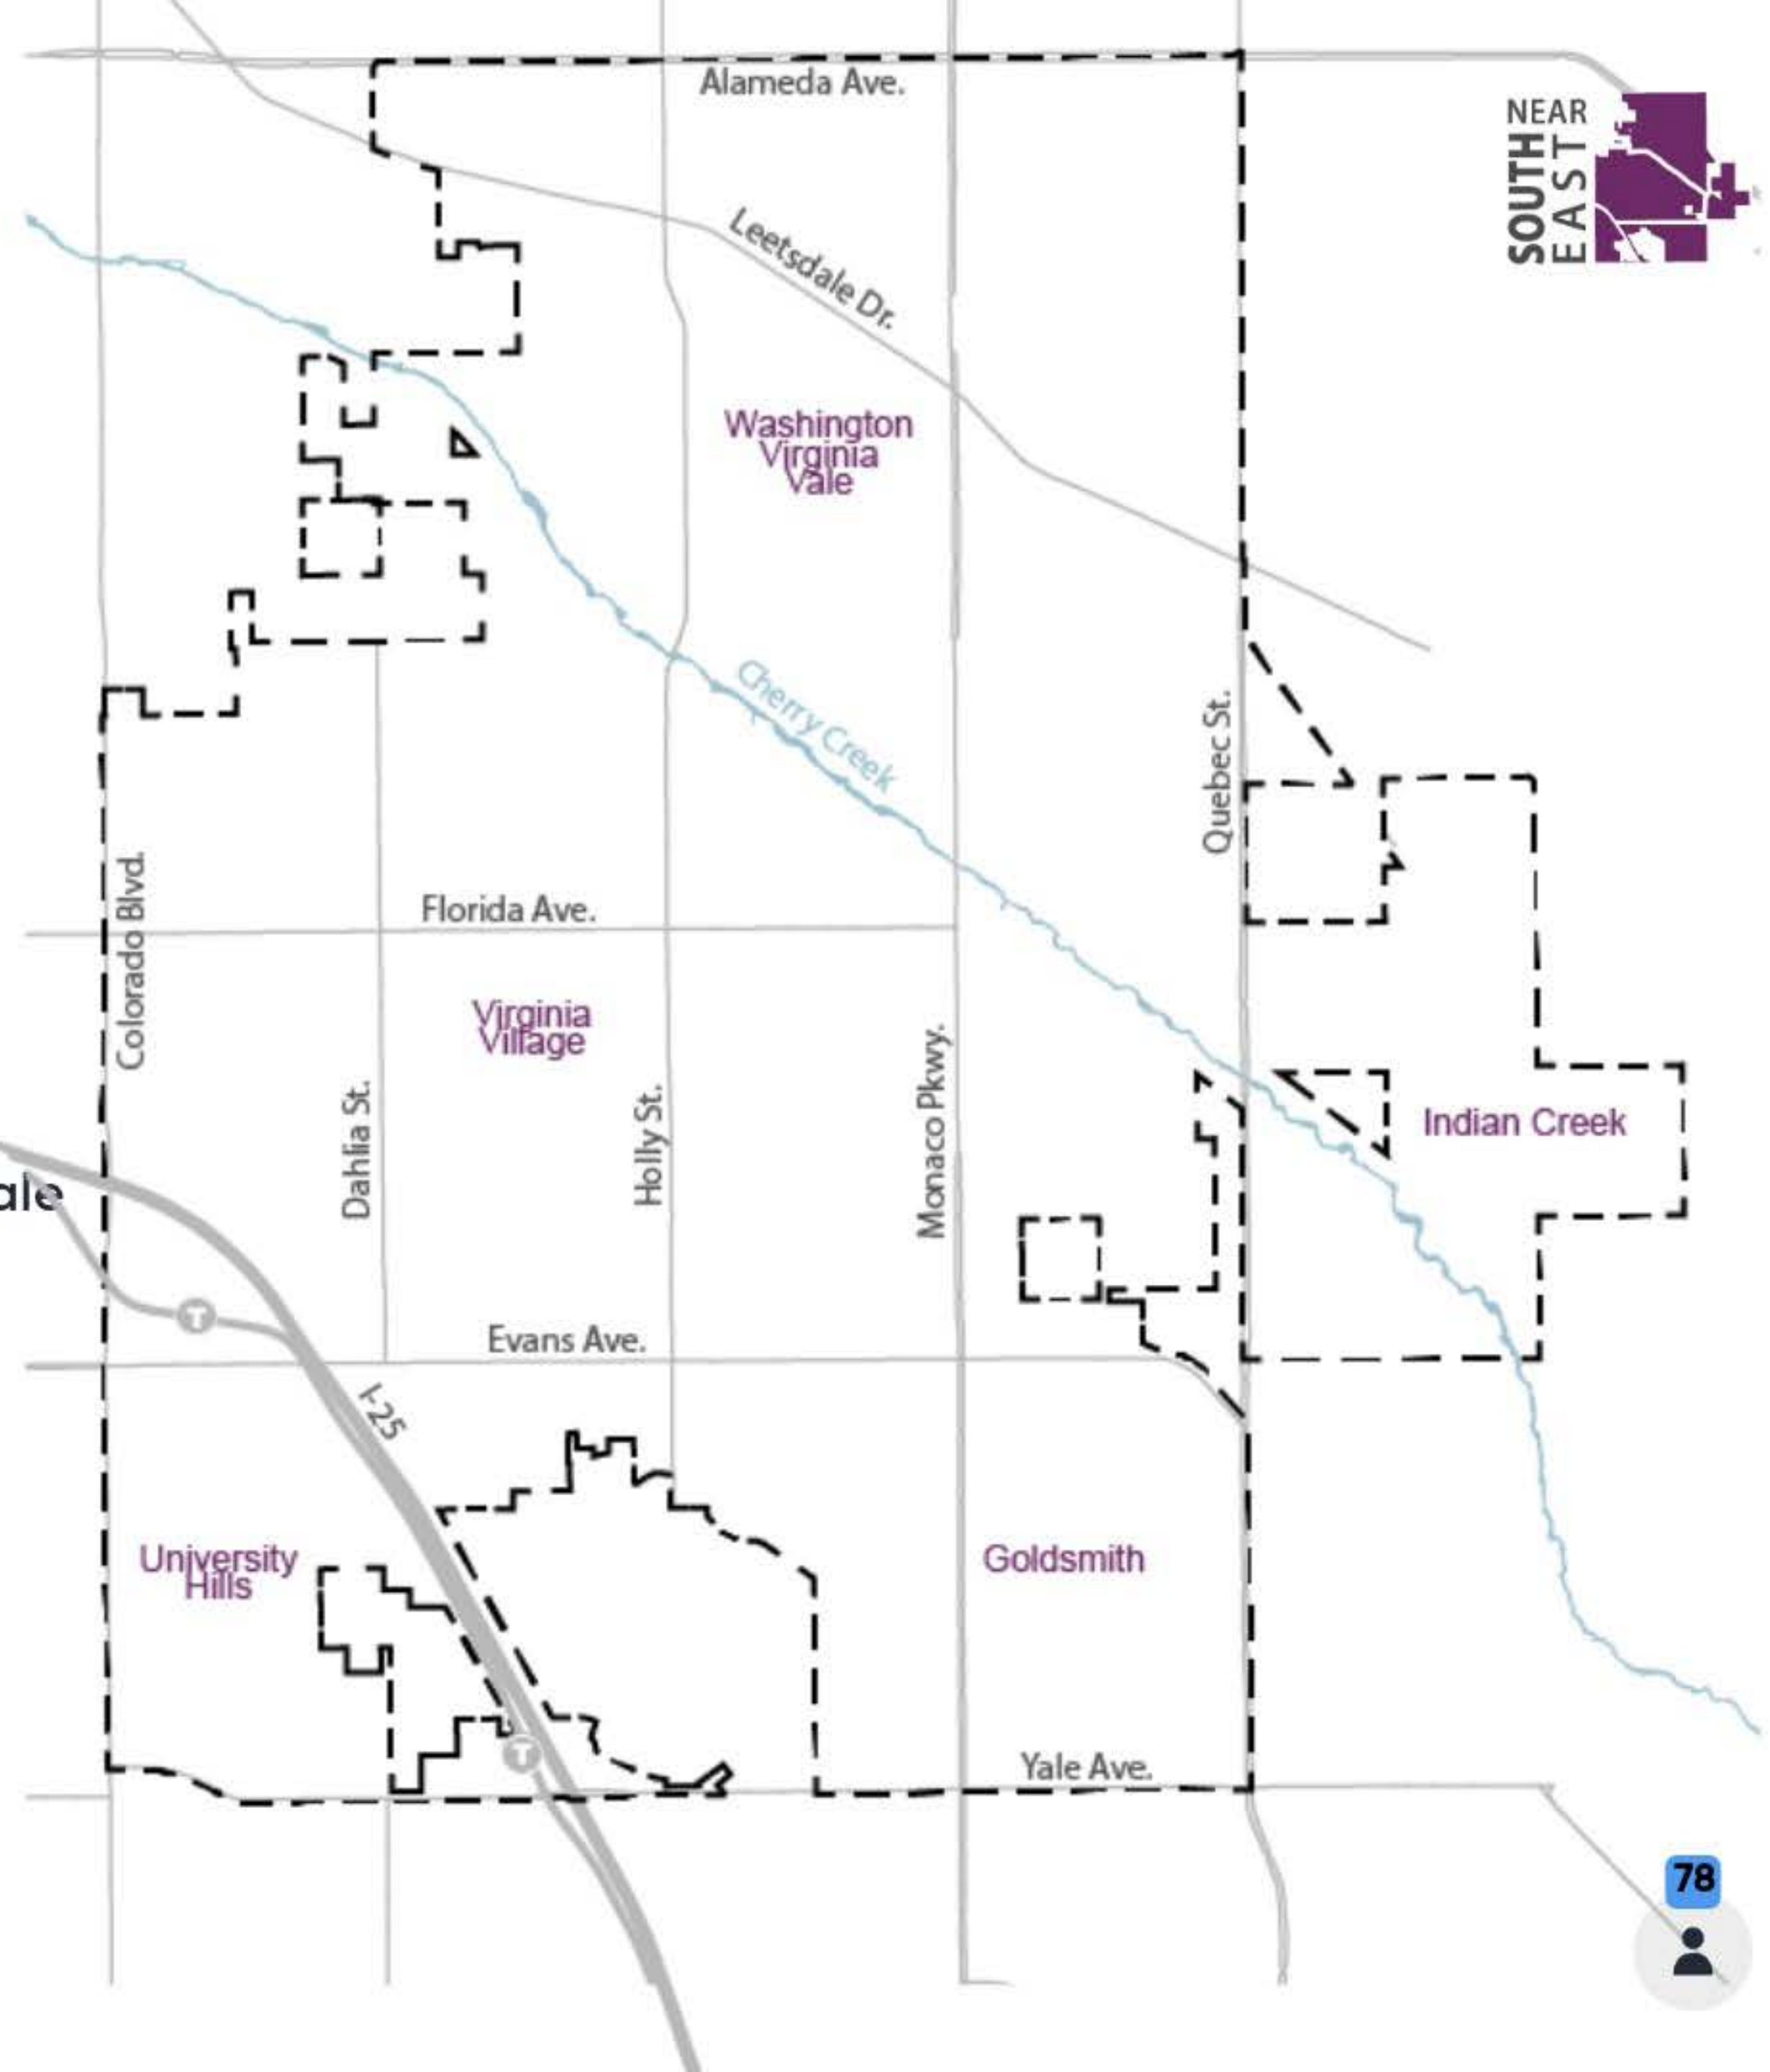 Alameda Ave.
NEAR
SOUTH
EAST
Leetsdale Dr.
Washington
Virginia
Vale
Cherry Creek
Quebec St.
Colorado Blvd.
Florida Ave.
Virginia
Village
Dahlia St.
Holly St.
Monaco Pkwy.
Indian Creek
ale
T
Evans Ave.
I-25
University
Hills
Goldsmith
T
Yale Ave.
78